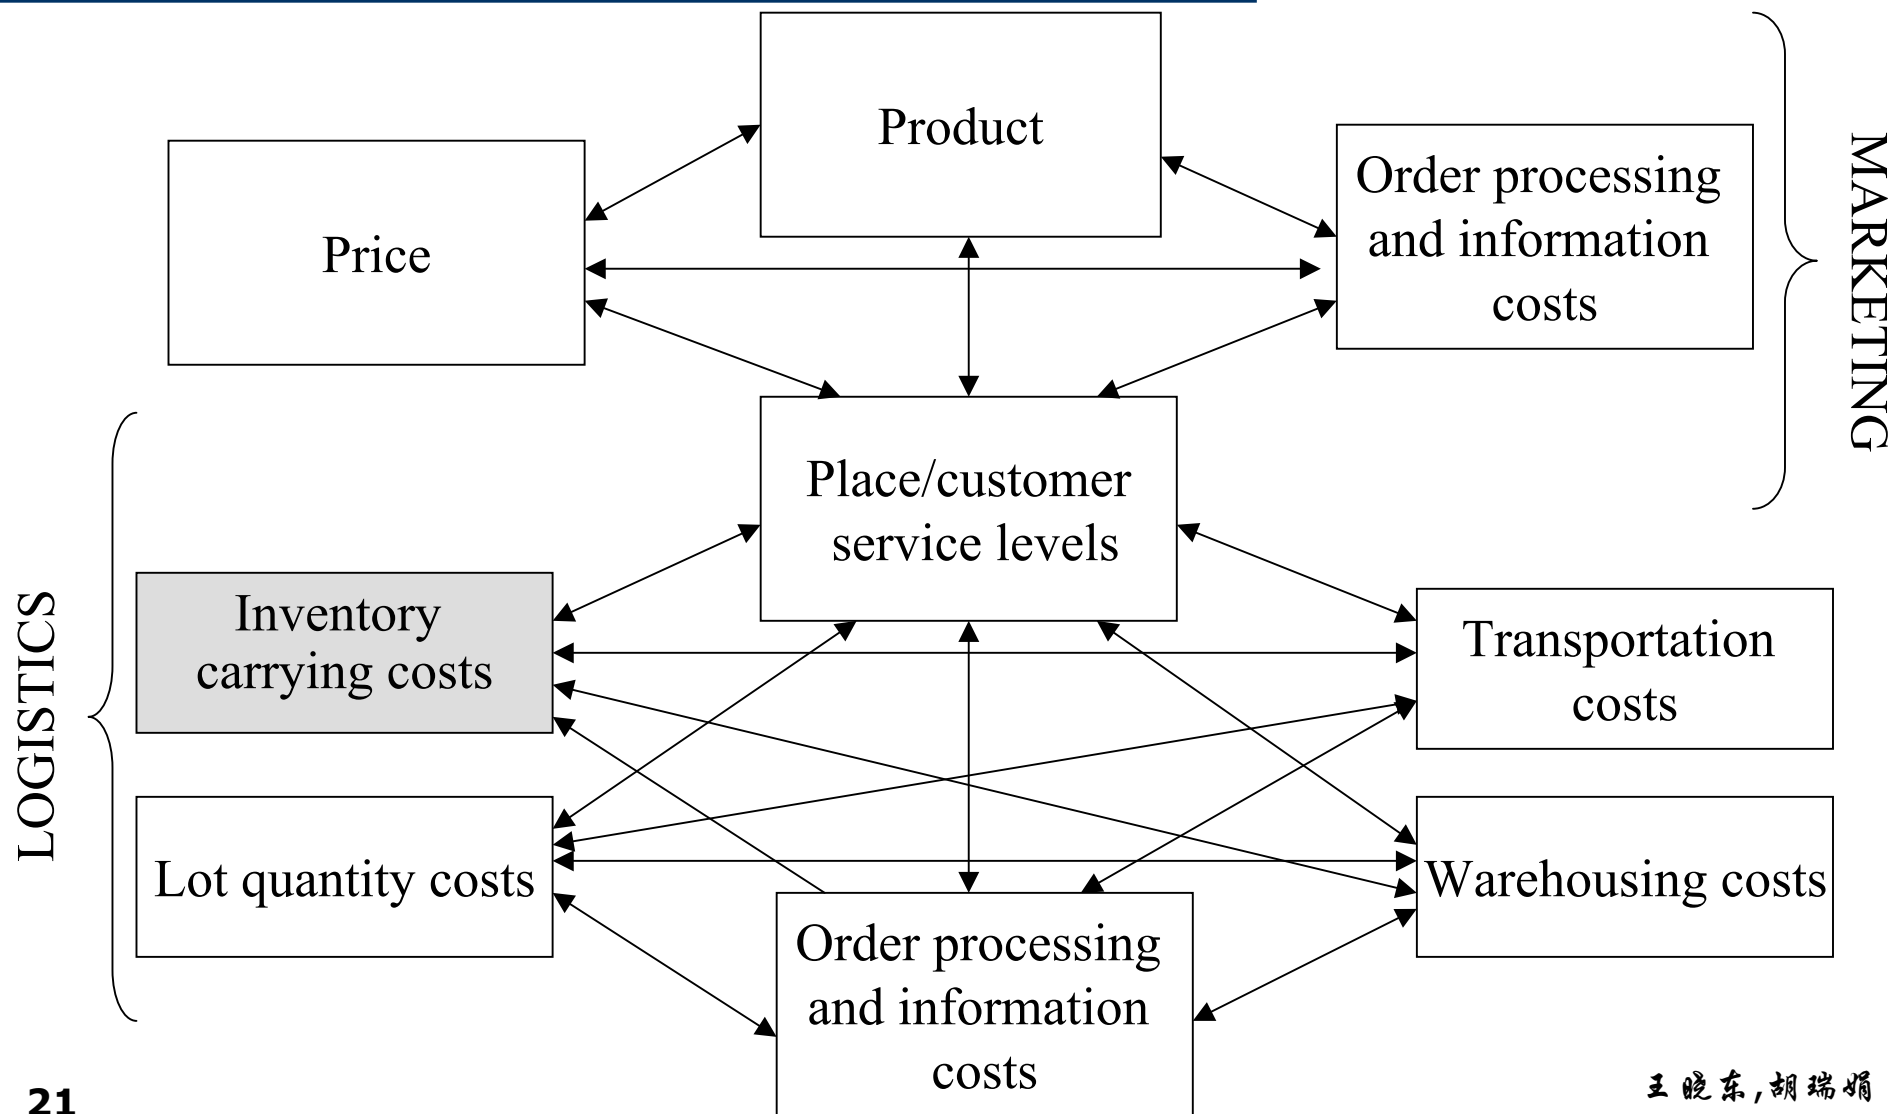 Product
Price
Order processing
and information
costs
MARKETING
Place/customer
service levels
LOGISTICS
Inventory
carrying costs
Transportation
costs
Lot quantity costs
Warehousing costs
Order processing
and information
costs
21
王晓东,胡瑞娟